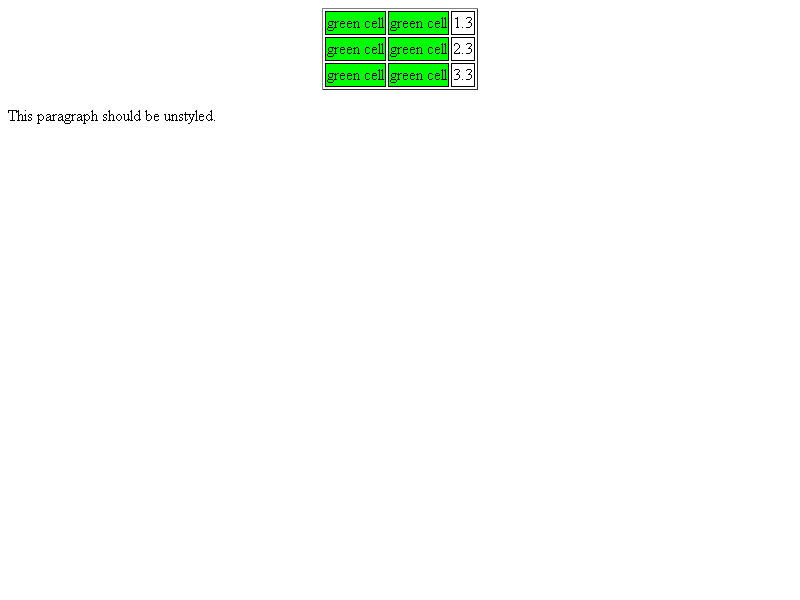 green cell green cell 1.3
green cell green cell 2.3
green cell green cell 3.3
This paragraph should be unstyled.